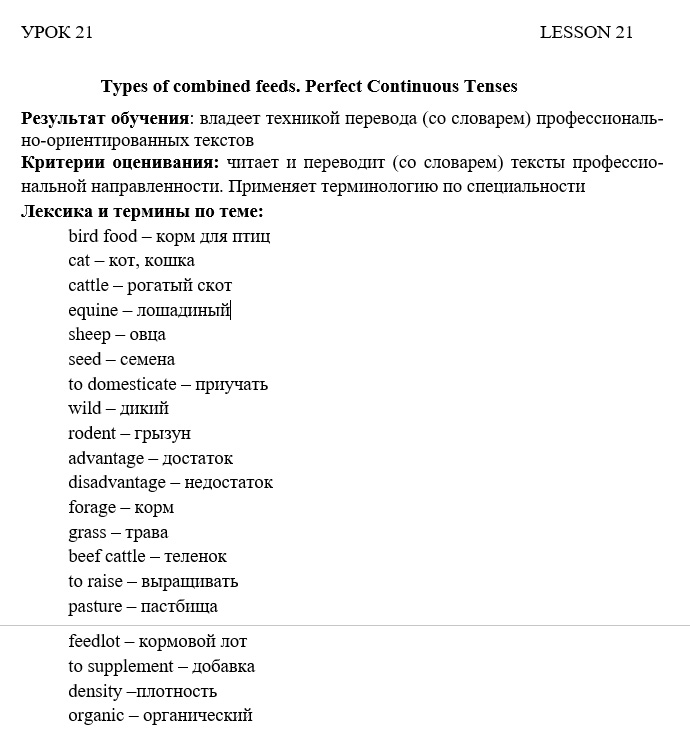 УРОК 21 LESSON 21
Types of combined feeds. Perfect Continuous Tenses
Результат обучения: владеет техникой перевода (со словарем) профессиональ-
но-ориентированных текстов
Критерии оценивания: читает и переводит (со словарем) тексты профессио-
нальной направленности. Применяет терминологию по специальности
Лексика и термины по теме:
bird food – корм для птиц
cat – кот, кошка
cattle – рогатый скот
equine – лошадиный
sheep – овца
seed – семена
to domesticate – приучать
wild – дикий
rodent – грызун
advantage – достаток
disadvantage – недостаток
forage – корм
grass – трава
beef cattle – теленок
to raise – выращивать
pasture – пастбища
feedlot – кормовой лот
to supplement – добавка
density –плотность
organic – органический